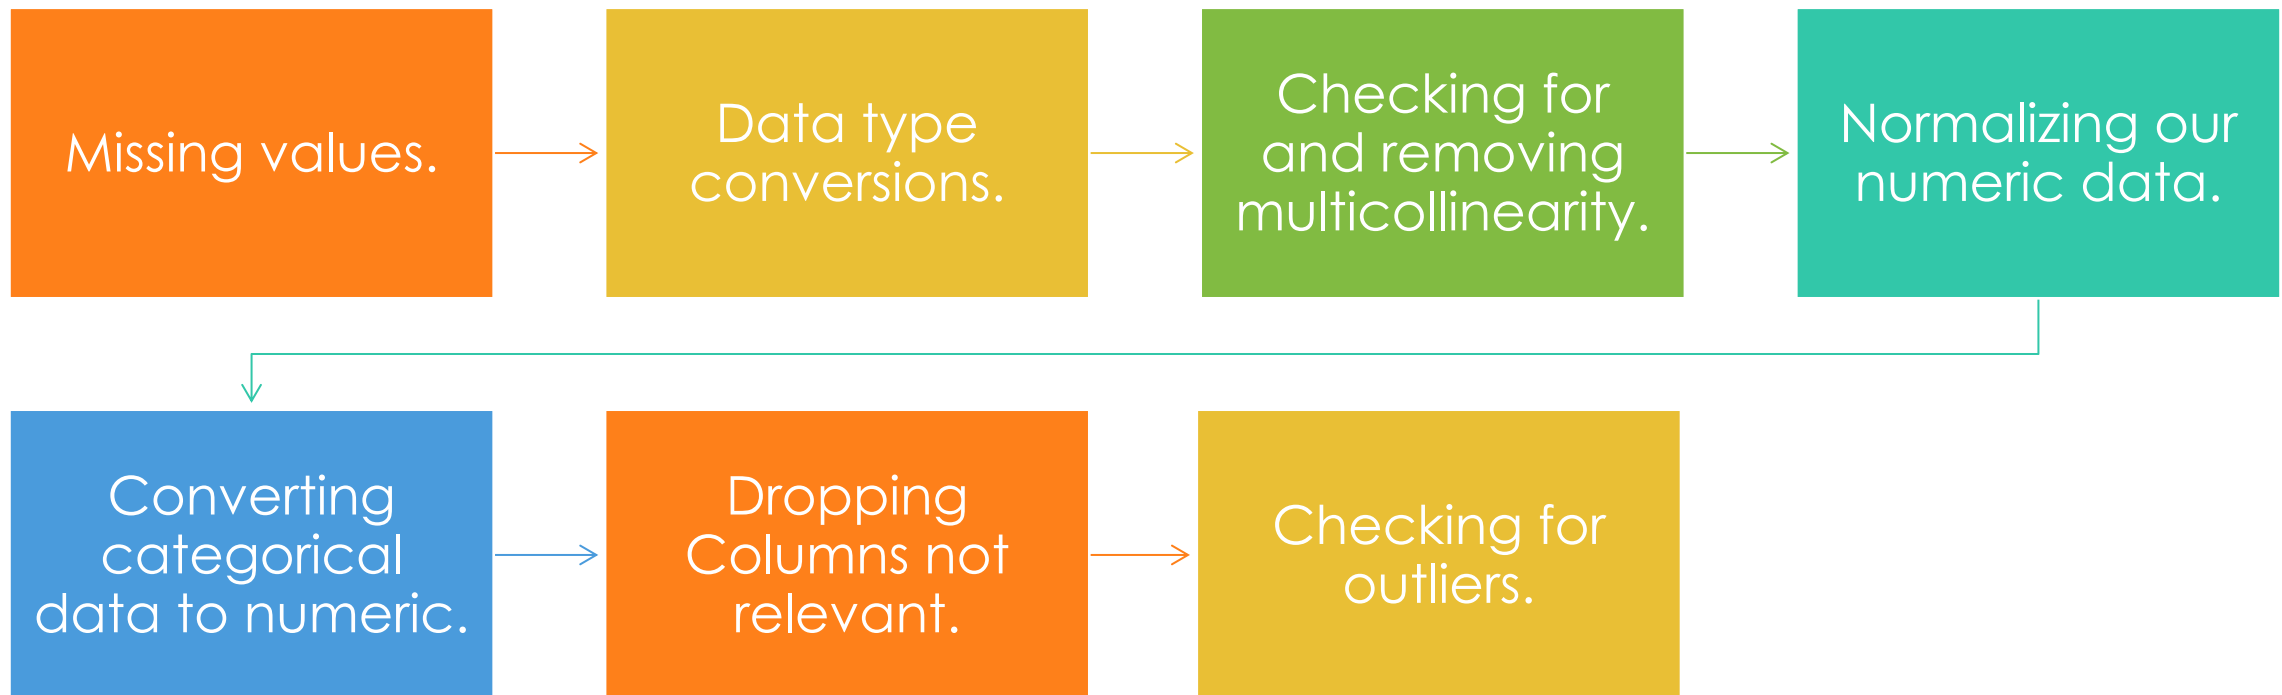 Missing values.
Data type
conversions.
Checking for
and removing
multicollinearity.
Normalizing our
numeric data.
Converting
categorical
data to numeric.
Dropping
Columns not
relevant.
Checking for
outliers.